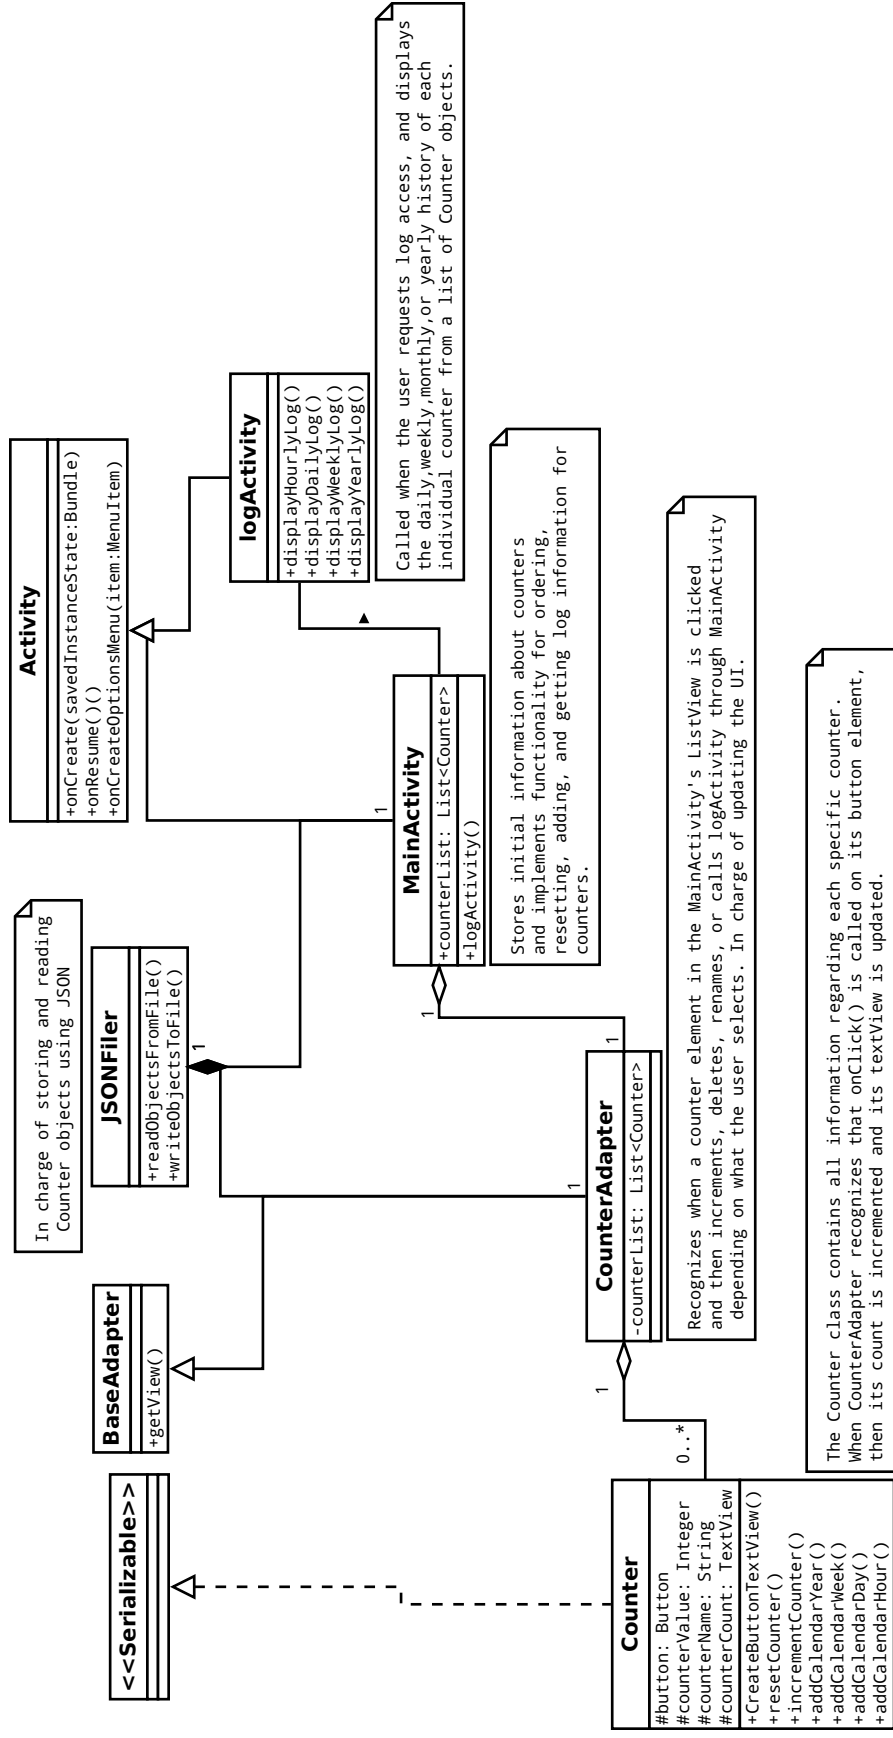 <<Serializable>>
BaseAdapter
+getView()
In charge of storing and reading
Counter objects using JSON
JSONFiler
+readObjectsFromFile()
+writeObjectsToFile()
1
Activity
+onCreate(savedInstanceState:Bundle)
+onResume()()
+onCreateOptionsMenu(item:MenuItem)
logActivity
+displayHourlyLog()
+displayDailyLog()
+displayWeeklyLog()
+displayYearlyLog()
Called when the user requests log access, and displays
the daily,weekly,monthly,or yearly history of each
individual counter from a list of Counter objects.
1
MainActivity
+counterList: List<Counter>
+logActivity()
1
Stores initial information about counters
and implements functionality for ordering,
resetting, adding, and getting log information for
counters.
1
1
CounterAdapter
-counterList: List<Counter>
1
0..*
Recognizes when a counter element in the MainActivity's ListView is clicked
and then increments, deletes, renames, or calls logActivity through MainActivity
depending on what the user selects. In charge of updating the UI.
Counter
#button: Button
#counterValue: Integer
#counterName: String
#counterCount: TextView
+CreateButtonTextView()
+resetCounter()
+incrementCounter()
+addCalendarYear()
+addCalendarWeek()
+addCalendarDay()
+addCalendarHour()
The Counter class contains all information regarding each specific counter.
When CounterAdapter recognizes that onClick() is called on its button element,
then its count is incremented and its textView is updated.